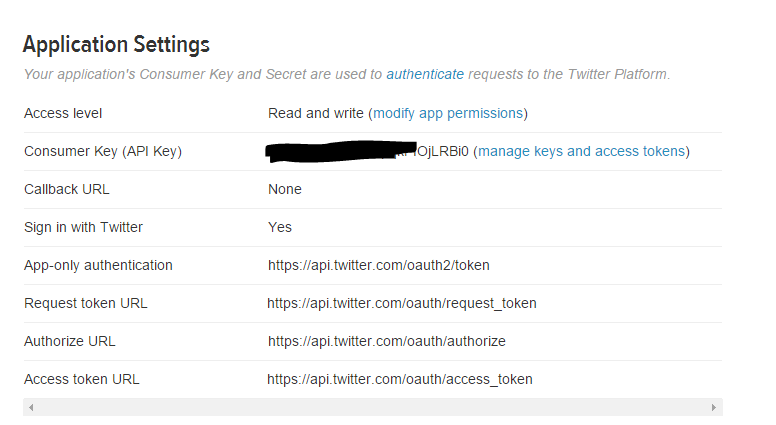 Application Settings
Your application's Consumer Key and Secret are used to authenticate requests to the Twitter Platform.
Access level Read and write (modify app permissions)
Consumer Key (API Key) OjLRBi0 (manage keys and access tokens)
Callback URL None
Sign in with Twitter Yes
App-only authentication https://api.twitter.com/oauth2/token
Request token URL https://api.twitter.com/oauth/request_token
Authorize URL https://api.twitter.com/oauth/authorize
Access token URL https://api.twitter.com/oauth/access_token